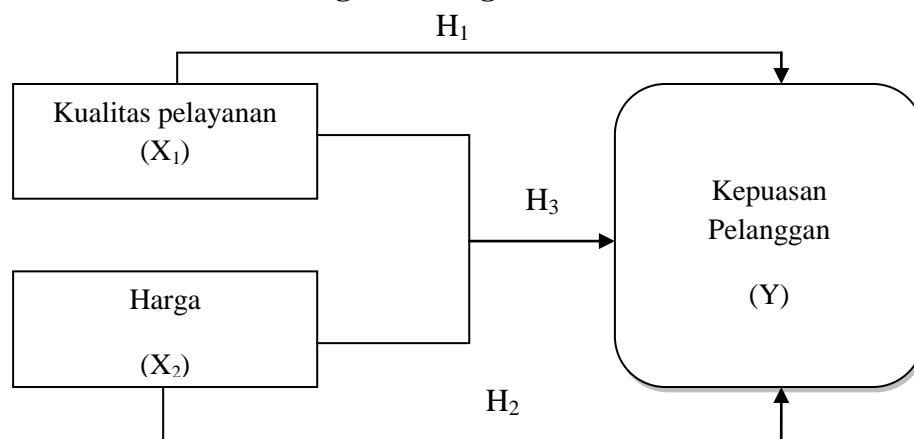 H₁
Kualitas pelayanan
(X₁)
H₃
Kepuasan
Pelanggan
(Y)
Harga
(X₂)
H₂